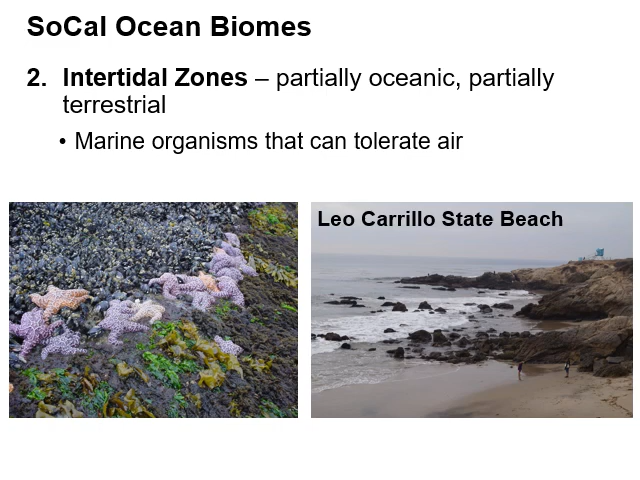 SoCal Ocean Biomes
2. Intertidal Zones – partially oceanic, partially
terrestrial
• Marine organisms that can tolerate air
Leo Carrillo State Beach